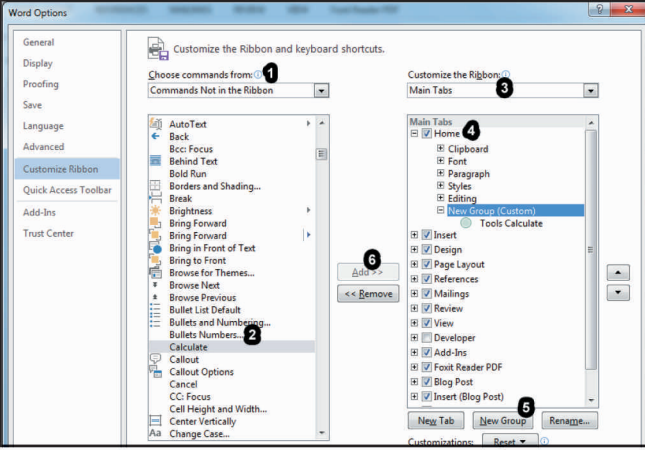 Word Options
General
Display
Proofing
Save
Language
Advanced
Customize Ribbon
Quick Access Toolbar
Add-Ins
Trust Center
Customize the Ribbon and keyboard shortcuts.
Choose commands from: 1
Commands Not in the Ribbon
AutoText
Back
Bcc: Focus
Behind Text
Bold Run
Borders and Shading...
Break
Brightness
Bring Forward
Bring Forward
Bring in Front of Text
Bring to Front
Browse for Themes...
Browse Next
Browse Previous
Bullet List Default
Bullets and Numbering...
Bullets Numbers... 2
Calculate
Callout
Callout Options
Cancel
CC: Focus
Cell Height and Width...
Center Vertically
Aa Change Case...
6
Add >>
<< Remove
Customize the Ribbon:
Main Tabs 3
Main Tabs
Home 4
Clipboard
Font
Paragraph
Styles
Editing
New Group (Custom)
Tools Calculate
Insert
Design
Page Layout
References
Mailings
Review
View
Developer
Add-Ins
Foxit Reader PDF
Blog Post
Insert (Blog Post)
5
New Tab New Group Rename...
Customizations: Reset